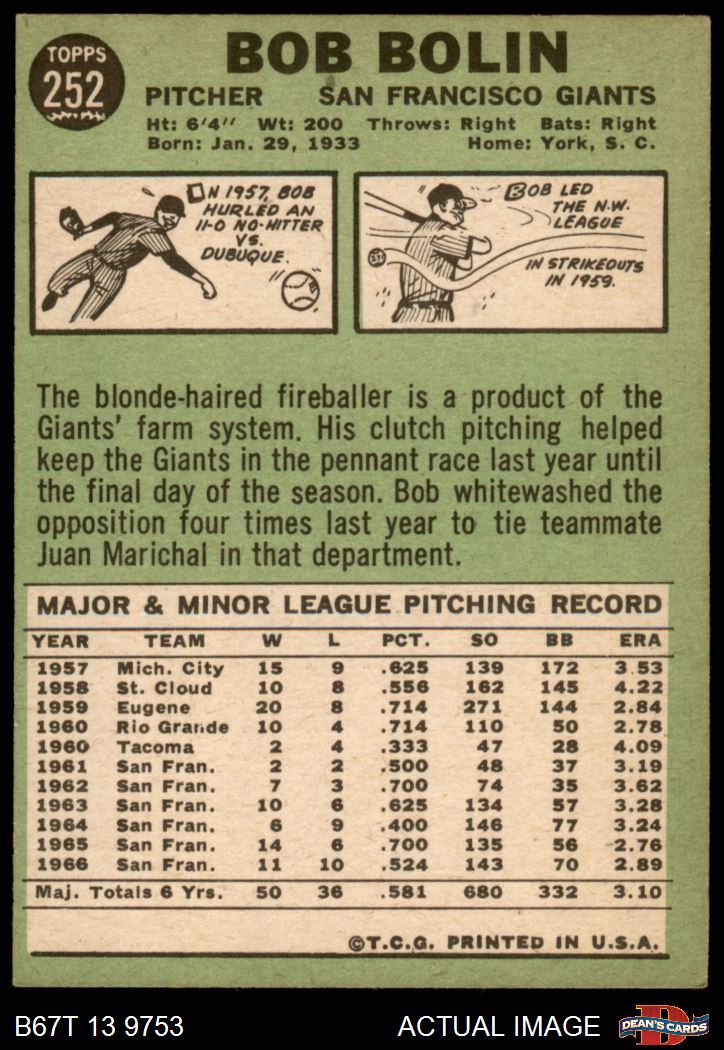 TOPPS
252
BOB BOLIN
PITCHER SAN FRANCISCO GIANTS
Ht: 6'4" Wt: 200 Throws: Right Bats: Right
Born: Jan. 29, 1933 Home: York, S. C.
IN 1957, BOB
HURLED AN
11-0 NO-HITTER
VS.
DUBUQUE.
BOB LED
THE N.W.
LEAGUE
IN STRIKEOUTS
IN 1959.
The blonde-haired fireballer is a product of the
Giants' farm system. His clutch pitching helped
keep the Giants in the pennant race last year until
the final day of the season. Bob whitewashed the
opposition four times last year to tie teammate
Juan Marichal in that department.
MAJOR & MINOR LEAGUE PITCHING RECORD
YEAR TEAM W L PCT. SO BB ERA
1957 Mich. City 15 9 .625 139 172 3.53
1958 St. Cloud 10 8 .556 162 145 4.22
1959 Eugene 20 8 .714 271 144 2.84
1960 Rio Grande 10 4 .714 110 50 2.78
1960 Tacoma 2 4 .333 47 28 4.09
1961 San Fran. 2 2 .500 48 37 3.19
1962 San Fran. 7 3 .700 74 35 3.62
1963 San Fran. 10 6 .625 134 57 3.28
1964 San Fran. 6 9 .400 146 77 3.24
1965 San Fran. 14 6 .700 135 56 2.76
1966 San Fran. 11 10 .524 143 70 2.89
Maj. Totals 6 Yrs. 50 36 .581 680 332 3.10
©T.C.G. PRINTED IN U.S.A.
B67T 13 9753 ACTUAL IMAGE
DEAN'S CARDS